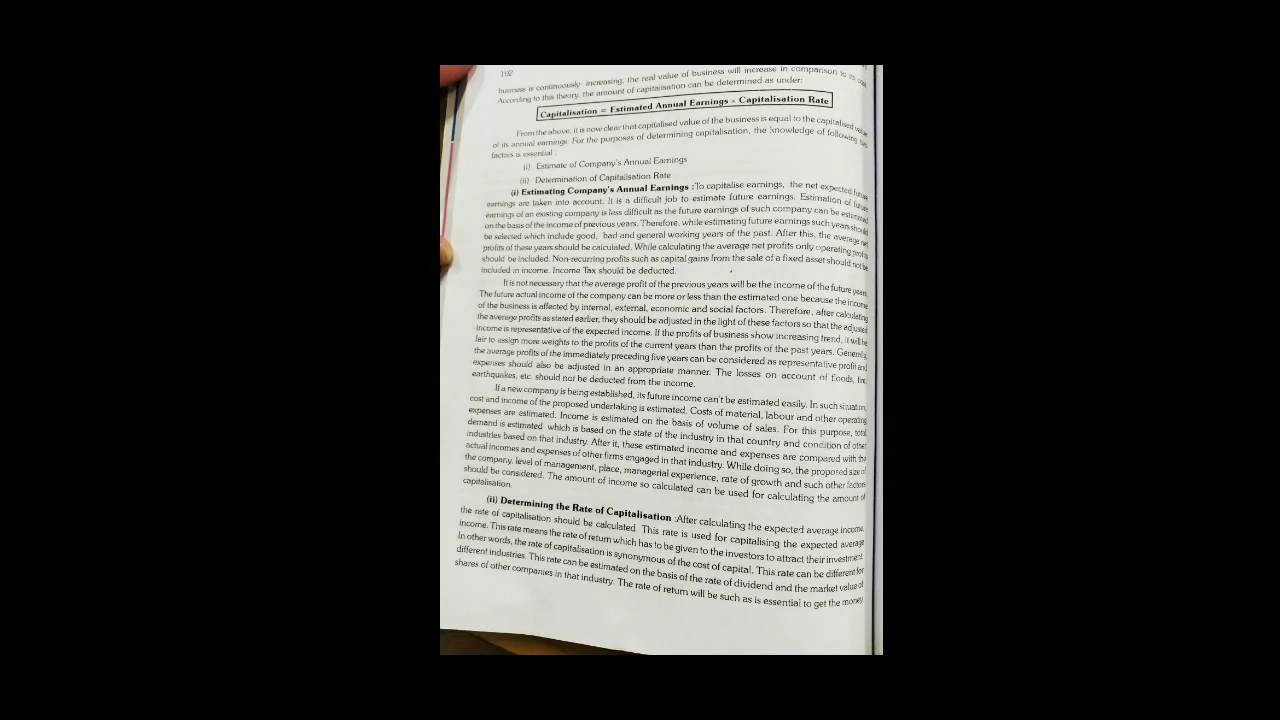 102
business is continuously increasing, the real value of business will increase in comparison to its cost
According to this theory, the amount of capitalisation can be determined as under:
Capitalisation = Estimated Annual Earnings × Capitalisation Rate
From the above, it is now clear that capitalised value of the business is equal to the capitalised value
of its annual earnings. For the purposes of determining capitalisation, the knowledge of following two
factors is essential :
(i) Estimate of Company's Annual Earnings
(ii) Determination of Capitalisation Rate
(i) Estimating Company's Annual Earnings :To capitalise earnings, the net expected future
earnings are taken into account. It is a difficult job to estimate future earnings. Estimation of future
earnings of an existing company is less difficult as the future earnings of such company can be estimated
on the basis of the income of previous years. Therefore, while estimating future earnings such years should
be selected which include good, bad and general working years of the past. After this, the average net
profits of these years should be calculated. While calculating the average net profits only operating profits
should be included. Non-recurring profits such as capital gains from the sale of a fixed asset should not be
included in income. Income Tax should be deducted.
It is not necessary that the average profit of the previous years will be the income of the future years.
The future actual income of the company can be more or less than the estimated one because the income
of the business is affected by internal, external, economic and social factors. Therefore, after calculating
the average profits as stated earlier, they should be adjusted in the light of these factors so that the adjusted
income is representative of the expected income. If the profits of business show increasing trend, it will be
fair to assign more weights to the profits of the current years than the profits of the past years. Generally
the average profits of the immediately preceding five years can be considered as representative profit and
expenses should also be adjusted in an appropriate manner. The losses on account of floods, fire,
earthquakes, etc. should not be deducted from the income.
If a new company is being established, its future income can't be estimated easily. In such situation,
cost and income of the proposed undertaking is estimated. Costs of material, labour and other operating
expenses are estimated. Income is estimated on the basis of volume of sales. For this purpose, total
demand is estimated which is based on the state of the industry in that country and condition of other
industries based on that industry. After it, these estimated income and expenses are compared with the
actual incomes and expenses of other firms engaged in that industry. While doing so, the proposed size of
the company, level of management, place, managerial experience, rate of growth and such other factors
should be considered. The amount of income so calculated can be used for calculating the amount of
capitalisation.
(ii) Determining the Rate of Capitalisation :After calculating the expected average income,
the rate of capitalisation should be calculated. This rate is used for capitalising the expected average
income. This rate means the rate of return which has to be given to the investors to attract their investment.
In other words, the rate of capitalisation is synonymous of the cost of capital. This rate can be different for
different industries. This rate can be estimated on the basis of the rate of dividend and the market value of
shares of other companies in that industry. The rate of return will be such as is essential to get the money